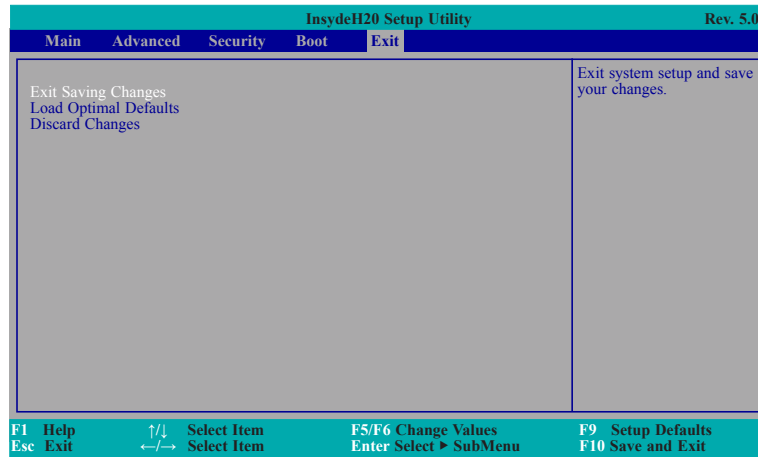 InsydeH20 Setup Utility Rev. 5.0
Main Advanced Security Boot Exit
Exit Saving Changes
Load Optimal Defaults
Discard Changes
Exit system setup and save
your changes.
F1 Help ↑/↓ Select Item F5/F6 Change Values F9 Setup Defaults
Esc Exit ←/→ Select Item Enter Select ► SubMenu F10 Save and Exit